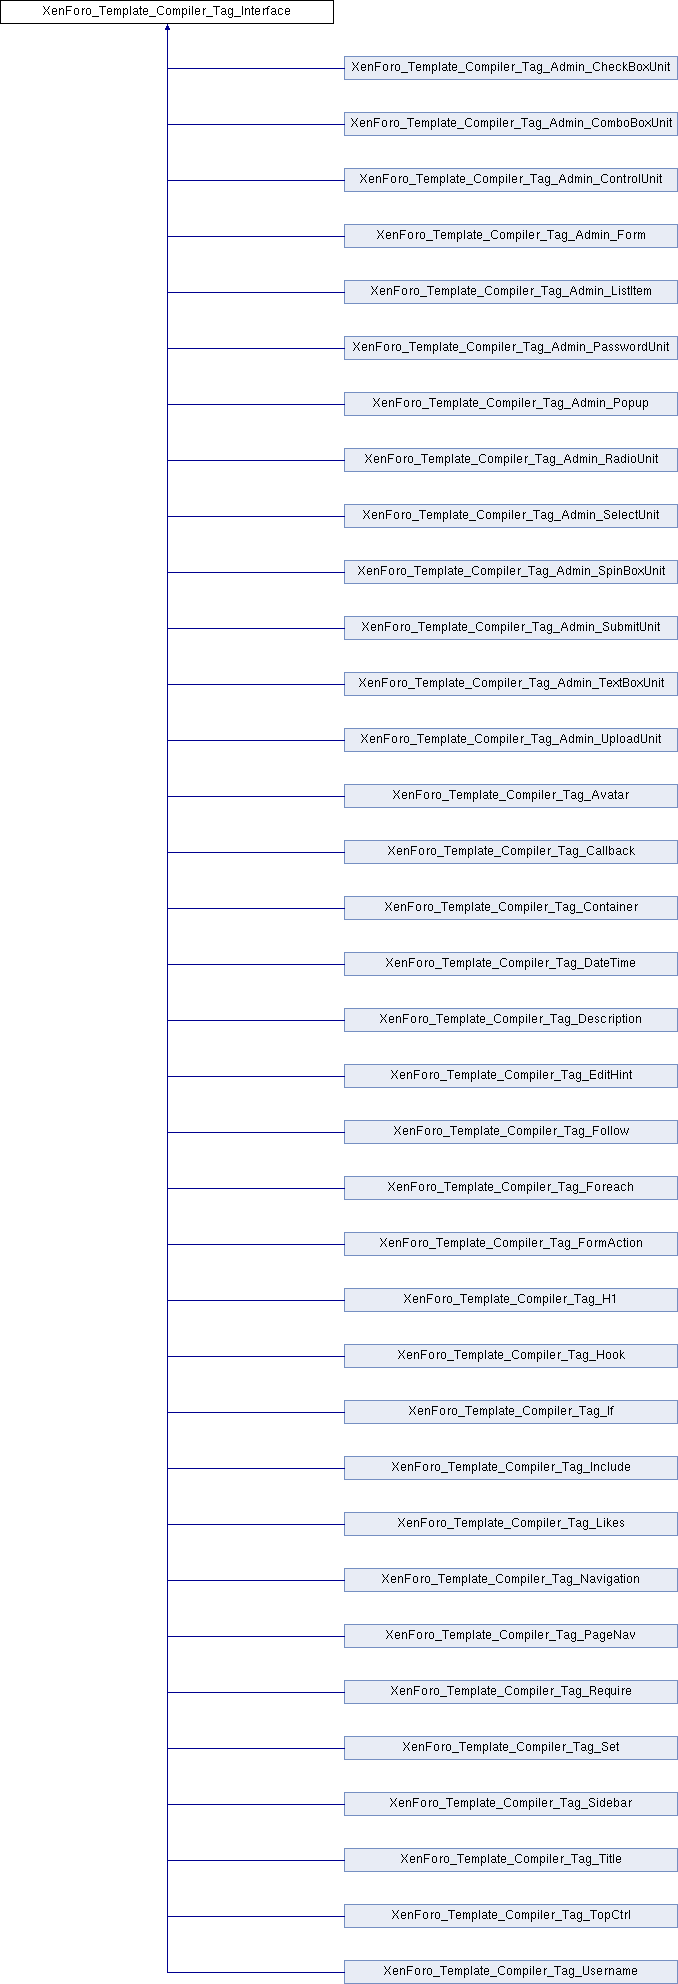 XenForo_Template_Compiler_Tag_Interface
XenForo_Template_Compiler_Tag_Admin_CheckBoxUnit
XenForo_Template_Compiler_Tag_Admin_ComboBoxUnit
XenForo_Template_Compiler_Tag_Admin_ControlUnit
XenForo_Template_Compiler_Tag_Admin_Form
XenForo_Template_Compiler_Tag_Admin_ListItem
XenForo_Template_Compiler_Tag_Admin_PasswordUnit
XenForo_Template_Compiler_Tag_Admin_Popup
XenForo_Template_Compiler_Tag_Admin_RadioUnit
XenForo_Template_Compiler_Tag_Admin_SelectUnit
XenForo_Template_Compiler_Tag_Admin_SpinBoxUnit
XenForo_Template_Compiler_Tag_Admin_SubmitUnit
XenForo_Template_Compiler_Tag_Admin_TextBoxUnit
XenForo_Template_Compiler_Tag_Admin_UploadUnit
XenForo_Template_Compiler_Tag_Avatar
XenForo_Template_Compiler_Tag_Callback
XenForo_Template_Compiler_Tag_Container
XenForo_Template_Compiler_Tag_DateTime
XenForo_Template_Compiler_Tag_Description
XenForo_Template_Compiler_Tag_EditHint
XenForo_Template_Compiler_Tag_Follow
XenForo_Template_Compiler_Tag_Foreach
XenForo_Template_Compiler_Tag_FormAction
XenForo_Template_Compiler_Tag_H1
XenForo_Template_Compiler_Tag_Hook
XenForo_Template_Compiler_Tag_If
XenForo_Template_Compiler_Tag_Include
XenForo_Template_Compiler_Tag_Likes
XenForo_Template_Compiler_Tag_Navigation
XenForo_Template_Compiler_Tag_PageNav
XenForo_Template_Compiler_Tag_Require
XenForo_Template_Compiler_Tag_Set
XenForo_Template_Compiler_Tag_Sidebar
XenForo_Template_Compiler_Tag_Title
XenForo_Template_Compiler_Tag_TopCtrl
XenForo_Template_Compiler_Tag_Username